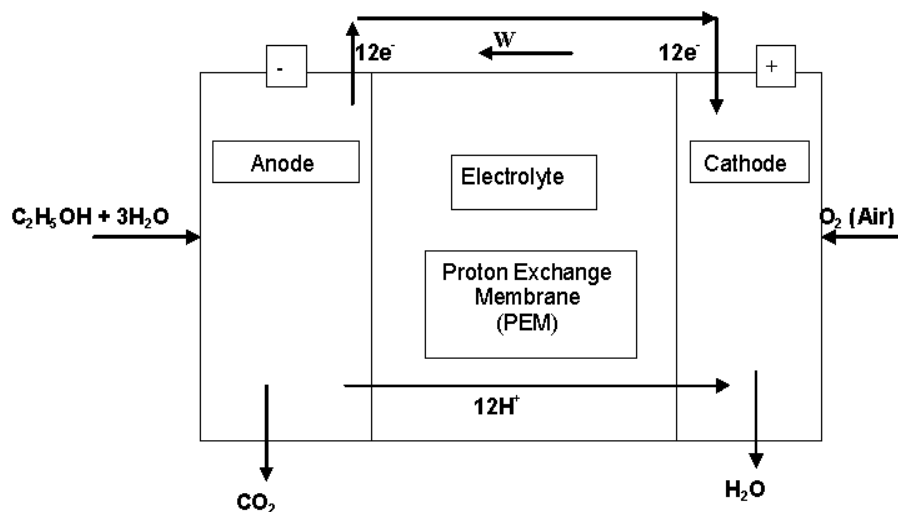 12e⁻
W
12e⁻
-
+
Anode
Electrolyte
Cathode
C₂H₅OH + 3H₂O
O₂ (Air)
Proton Exchange
Membrane
(PEM)
12H⁺
CO₂
H₂O